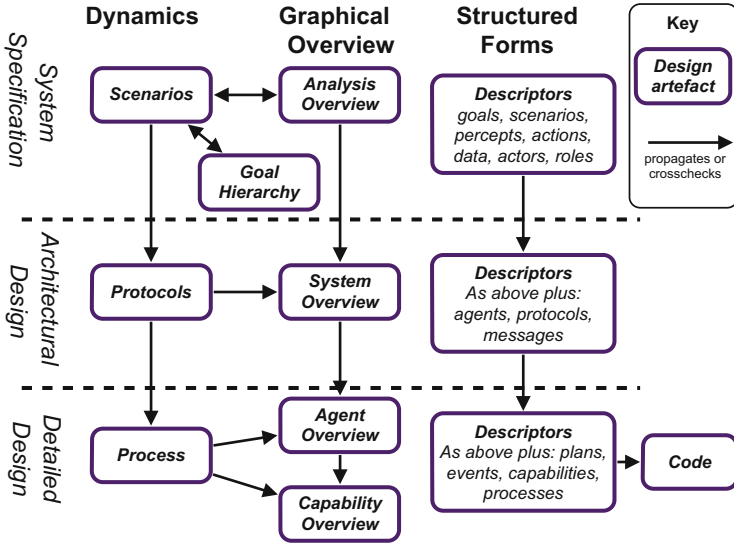 Dynamics
Graphical
Overview
Structured
Forms
Key
Design
artefact
propagates or
crosschecks
System
Specification
Scenarios
Analysis
Overview
Goal
Hierarchy
Descriptors
goals, scenarios,
percepts, actions,
data, actors, roles
Architectural
Design
Protocols
System
Overview
Descriptors
As above plus:
agents, protocols,
messages
Detailed
Design
Process
Agent
Overview
Capability
Overview
Descriptors
As above plus: plans,
events, capabilities,
processes
Code